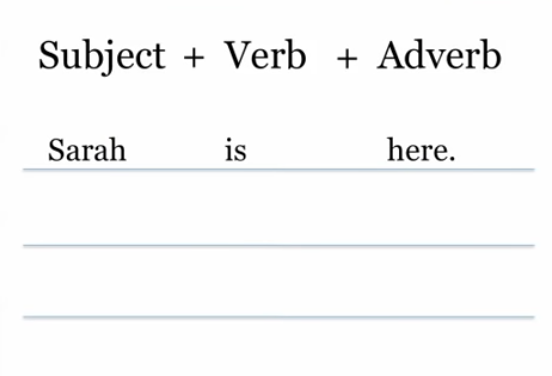 Subject + Verb + Adverb
Sarah is here.